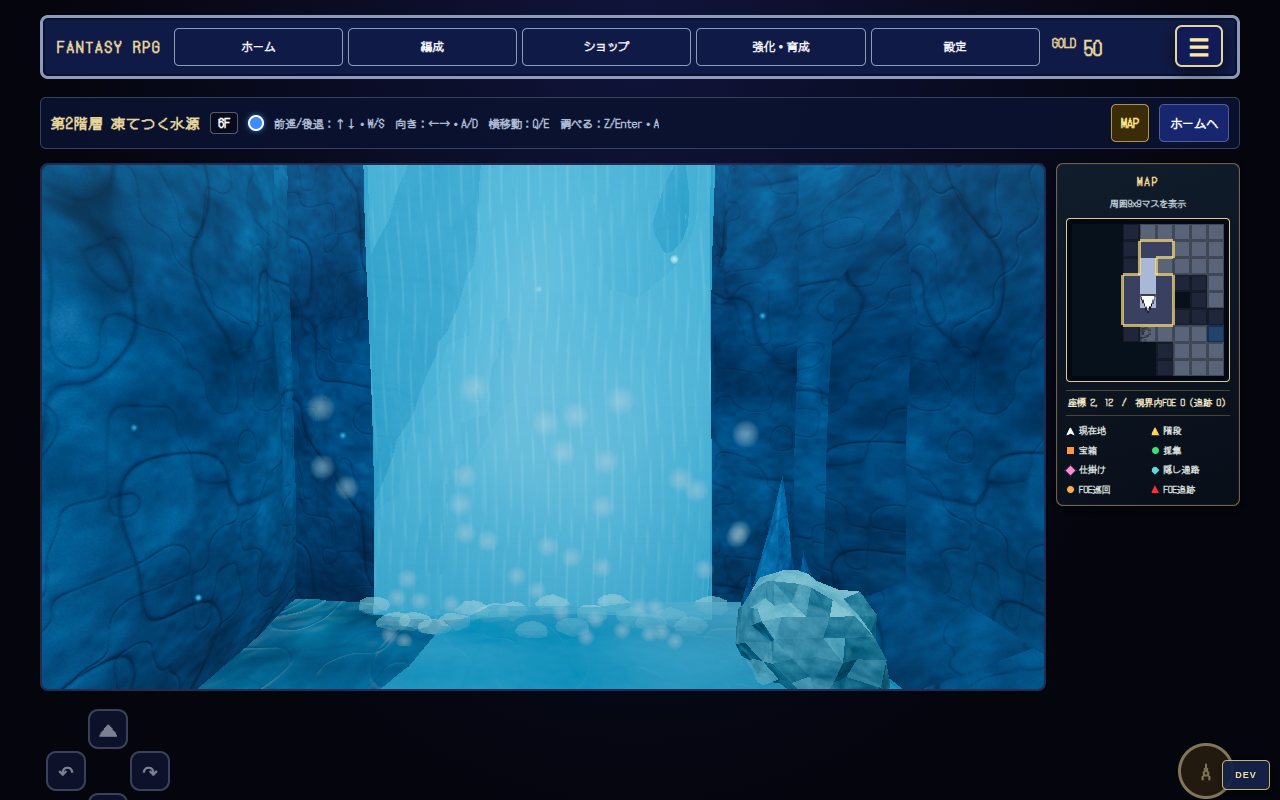 FANTASY RPG ホーム 編成 ショップ 強化・育成 設定 GOLD 50
第2階層 凍てつく水源 6F 前進/後退：↑↓・W/S 向き：←→・A/D 横移動：Q/E 調べる：Z/Enter・A MAP ホームへ
MAP
周囲9x9マスを表示
座標 2, 12 / 視界内FOE 0（追跡 0）
現在地 階段
宝箱 採集
仕掛け 隠し通路
FOE巡回 FOE追跡
A
DEV